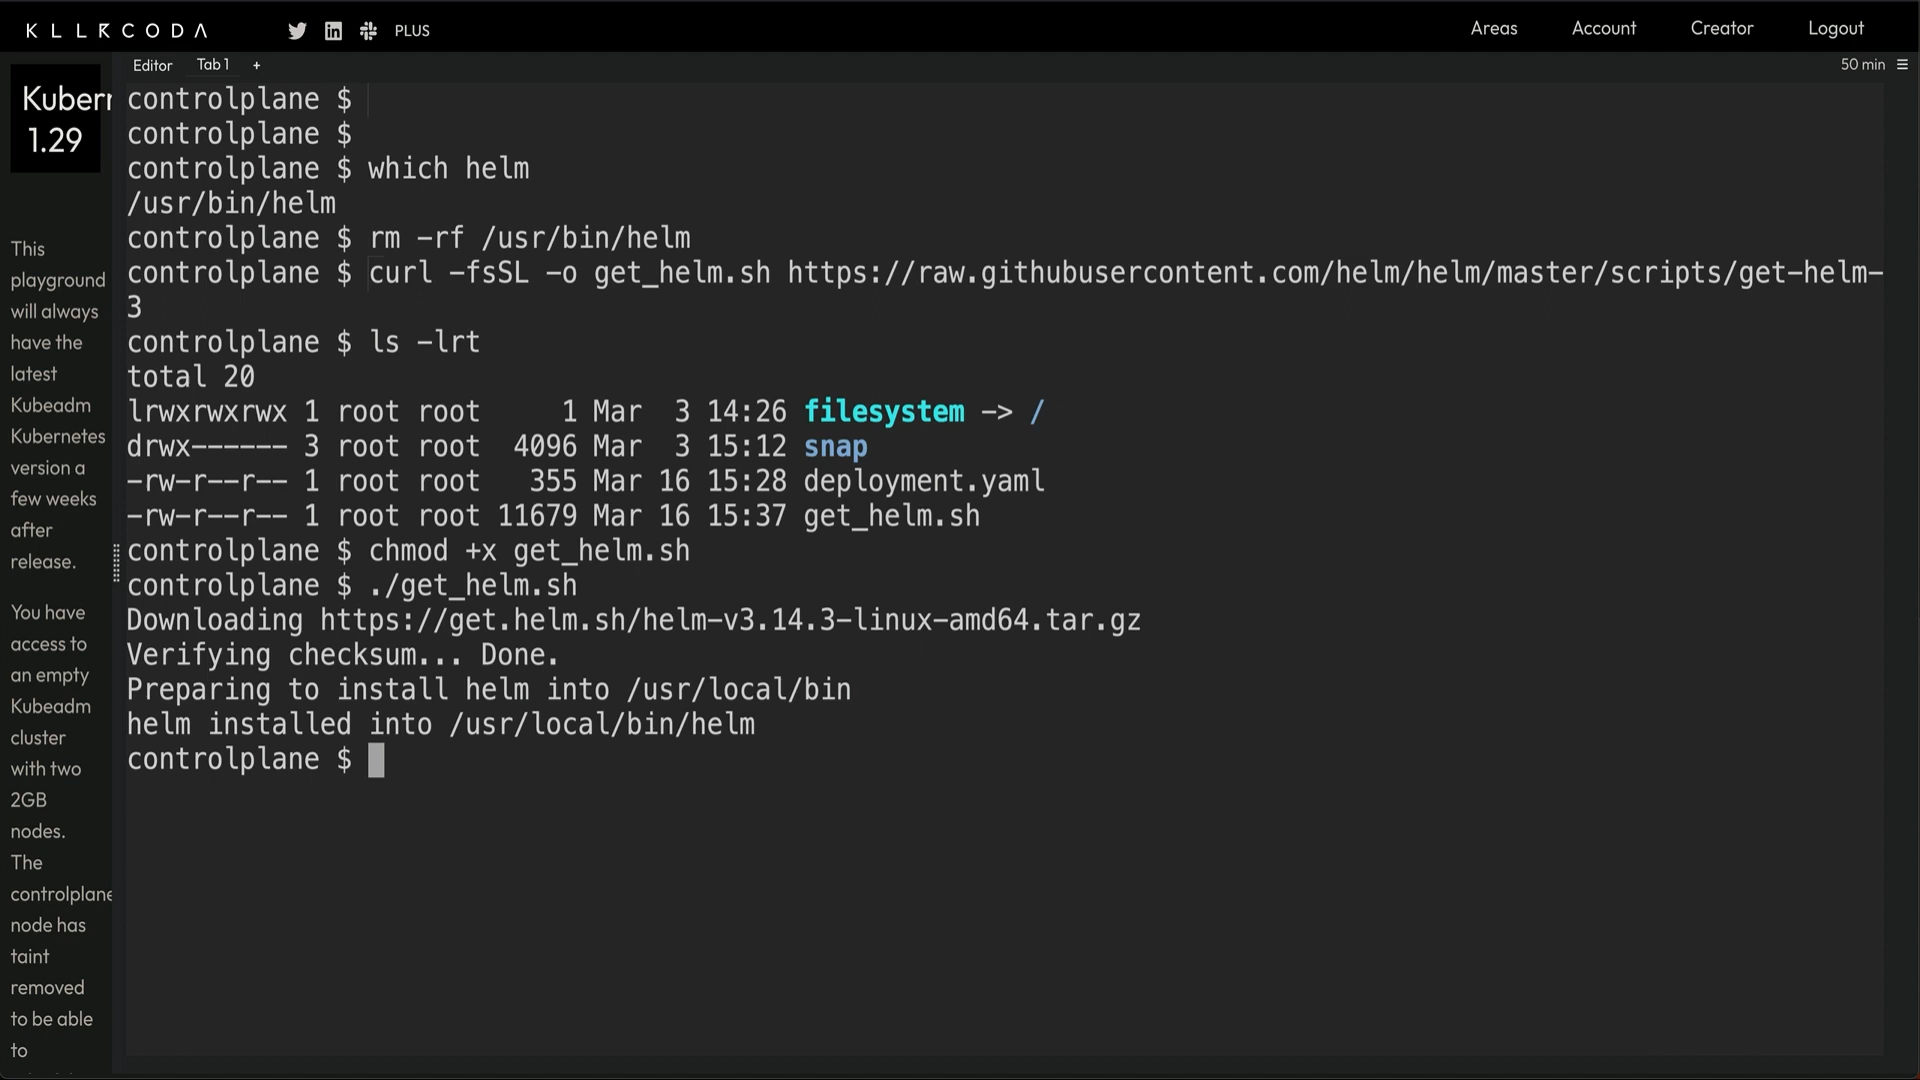 KLLRCODA PLUS Areas Account Creator Logout
Editor Tab 1 + 50 min
Kubern
1.29
This
playground
will always
have the
latest
Kubeadm
Kubernetes
version a
few weeks
after
release.
You have
access to
an empty
Kubeadm
cluster
with two
2GB
nodes.
The
controlplane
node has
taint
removed
to be able
to
controlplane $
controlplane $
controlplane $ which helm
/usr/bin/helm
controlplane $ rm -rf /usr/bin/helm
controlplane $ curl -fsSL -o get_helm.sh https://raw.githubusercontent.com/helm/helm/master/scripts/get-helm-
3
controlplane $ ls -lrt
total 20
lrwxrwxrwx 1 root root     1 Mar  3 14:26 filesystem -> /
drwx------ 3 root root  4096 Mar  3 15:12 snap
-rw-r--r-- 1 root root   355 Mar 16 15:28 deployment.yaml
-rw-r--r-- 1 root root 11679 Mar 16 15:37 get_helm.sh
controlplane $ chmod +x get_helm.sh
controlplane $ ./get_helm.sh
Downloading https://get.helm.sh/helm-v3.14.3-linux-amd64.tar.gz
Verifying checksum... Done.
Preparing to install helm into /usr/local/bin
helm installed into /usr/local/bin/helm
controlplane $